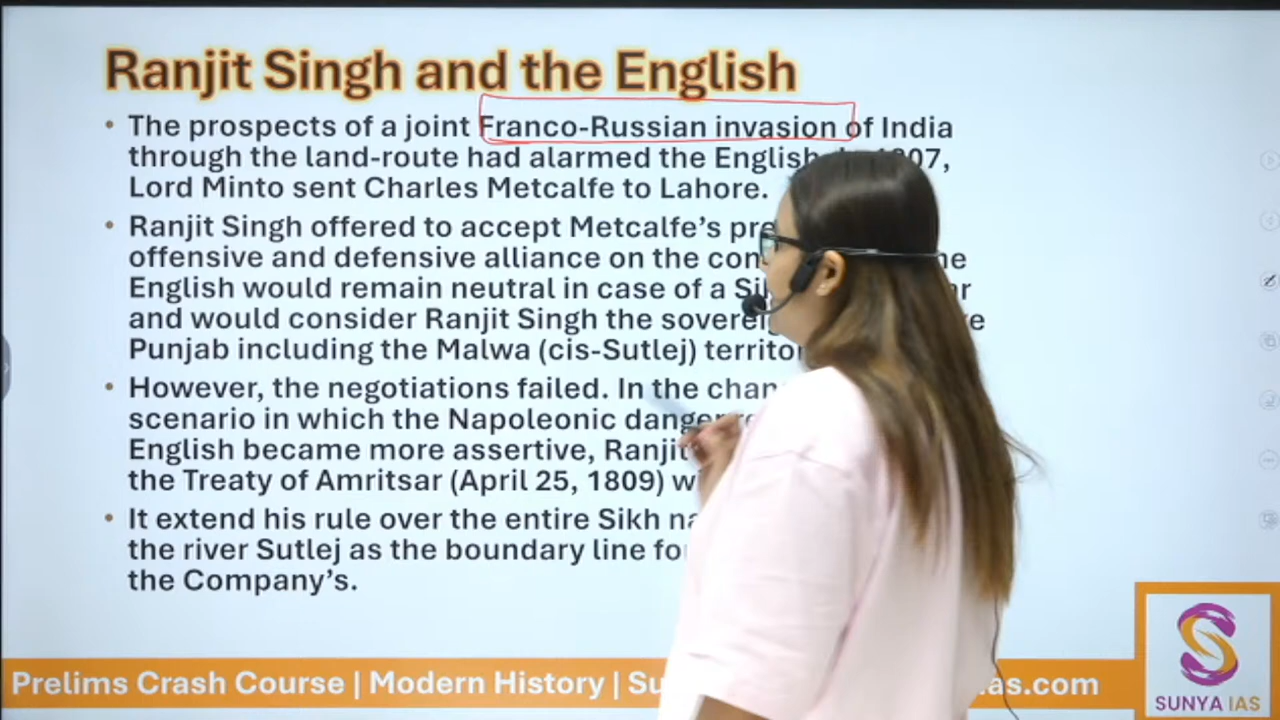 Ranjit Singh and the English
• The prospects of a joint Franco-Russian invasion of India
through the land-route had alarmed the English
Lord Minto sent Charles Metcalfe to Lahore.
• Ranjit Singh offered to accept Metcalfe's
offensive and defensive alliance on the
English would remain neutral in case of a
and would consider Ranjit Singh the
Punjab including the Malwa (cis-Sutlej)
• However, the negotiations failed. In the
scenario in which the Napoleonic
English became more assertive, Ranjit
the Treaty of Amritsar (April 25, 1809)
• It extend his rule over the entire Sikh
the river Sutlej as the boundary line
the Company's.
Prelims Crash Course | Modern History |
SUNYA IAS